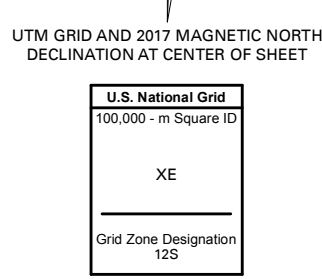 UTM GRID AND 2017 MAGNETIC NORTH
DECLINATION AT CENTER OF SHEET
U.S. National Grid
100,000 - m Square ID
XE
Grid Zone Designation
12S